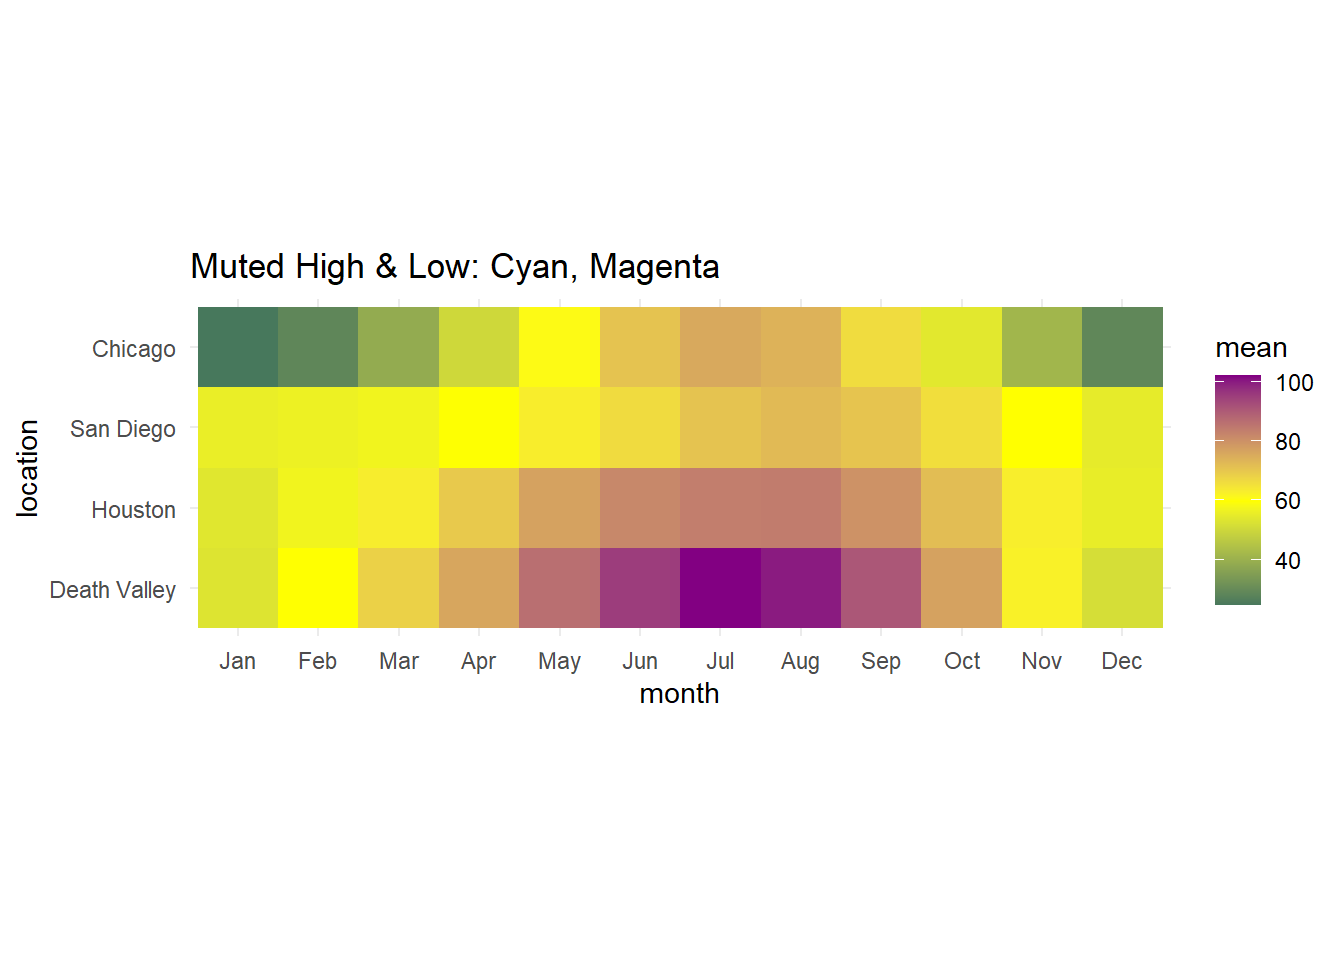 Muted High & Low: Cyan, Magenta
location
Chicago
San Diego
Houston
Death Valley
Jan Feb Mar Apr May Jun Jul Aug Sep Oct Nov Dec
month
mean
100
80
60
40